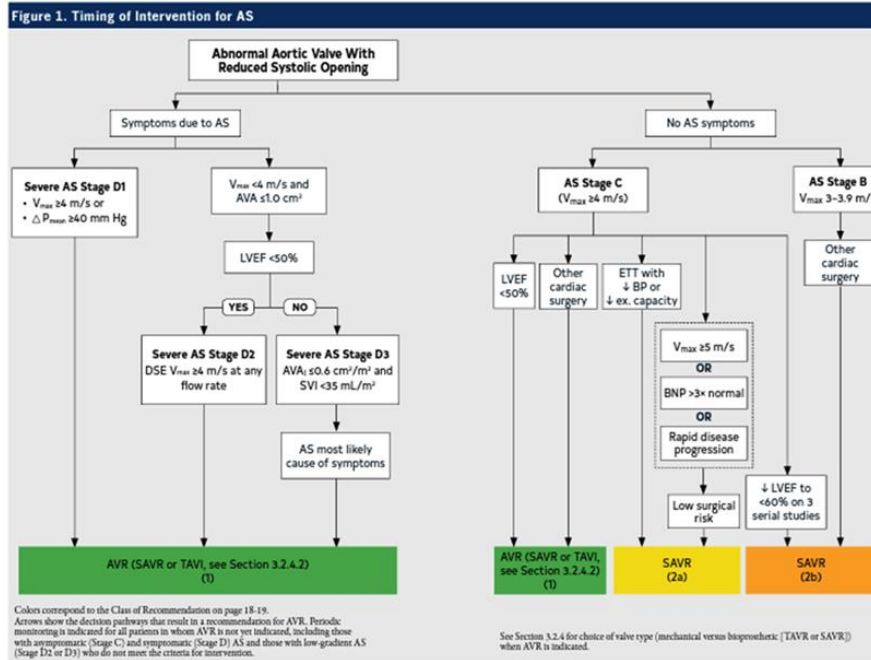 Figure 1. Timing of Intervention for AS
Abnormal Aortic Valve With
Reduced Systolic Opening
Symptoms due to AS
No AS symptoms
Severe AS Stage D1
• Vmax ≥4 m/s or
• △ Pmean ≥40 mm Hg
Vmax <4 m/s and
AVA ≤1.0 cm²
AS Stage C
(Vmax ≥4 m/s)
AS Stage B
Vmax 3–3.9 m/
LVEF <50%
YES
NO
Severe AS Stage D2
DSE Vmax ≥4 m/s at any
flow rate
Severe AS Stage D3
AVAI ≤0.6 cm²/m² and
SVI <35 mL/m²
AS most likely
cause of symptoms
LVEF
<50%
Other
cardiac
surgery
ETT with
↓ BP or
↓ ex. capacity
Vmax ≥5 m/s
OR
BNP >3× normal
OR
Rapid disease
progression
Low surgical
risk
↓ LVEF to
<60% on 3
serial studies
Other
cardiac
surgery
AVR (SAVR or TAVI, see Section 3.2.4.2)
(1)
AVR (SAVR or TAVI,
see Section 3.2.4.2)
(1)
SAVR
(2a)
SAVR
(2b)
Colors correspond to the Class of Recommendation on page 18-19.
Arrows show the decision pathways that result in a recommendation for AVR. Periodic
monitoring is indicated for all patients in whom AVR is not yet indicated, including those
with asympromaric (Stage C) and sympromaric (Stage D) AS and those with low-gradient AS
(Stage D2 or D3) who do not meet the criteria for intervention.
See Section 3.2.4 for choice of valve type (mechanical versus bioprosthetic [TAVR or SAVR])
when AVR is indicated.